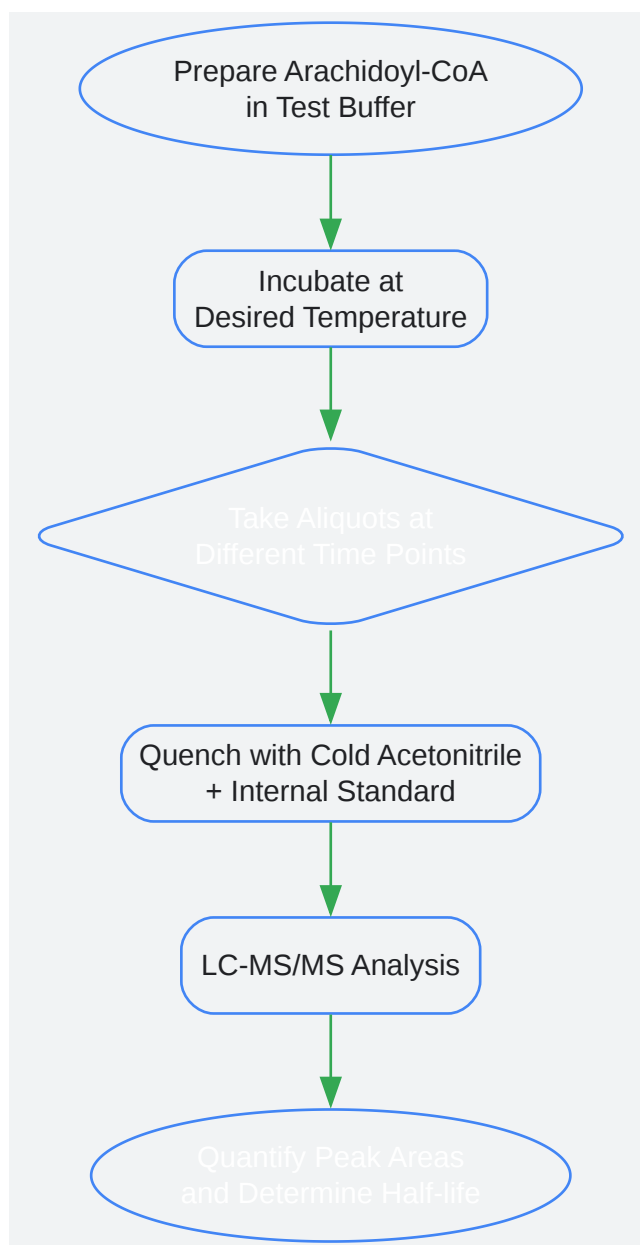 Prepare Arachidoyl-CoA
in Test Buffer
Incubate at
Desired Temperature
Take Aliquots at
Different Time Points
Quench with Cold Acetonitrile
+ Internal Standard
LC-MS/MS Analysis
Quantify Peak Areas
and Determine Half-life